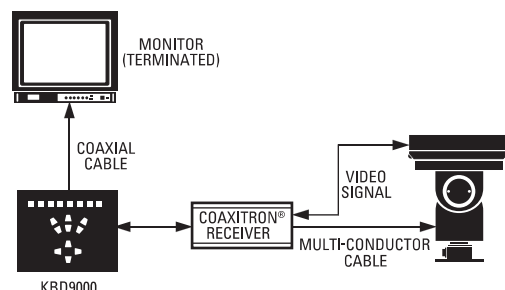 MONITOR
(TERMINATED)
COAXIAL
CABLE
VIDEO
SIGNAL
COAXITRON®
RECEIVER
MULTI-CONDUCTOR
CABLE
KBD9000